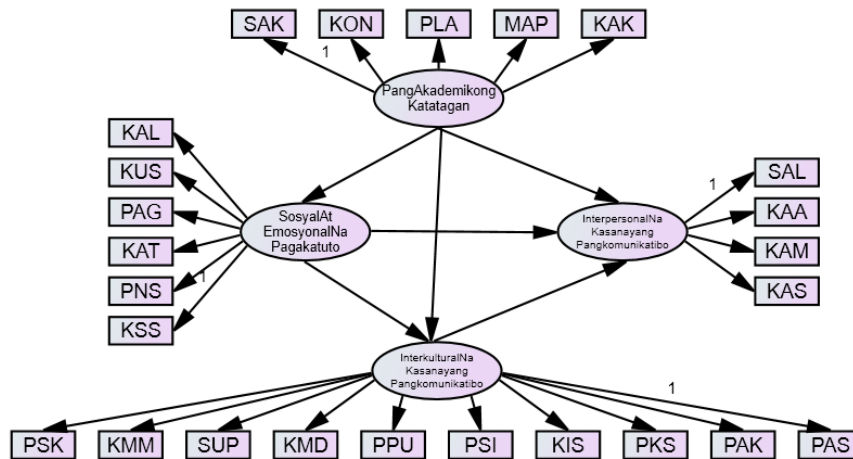 SAK KON PLA MAP KAK
1
PangAkademikong
Katatagan
KAL
KUS
PAG
KAT
PNS
KSS
1
SosyalAt
EmosyonalNa
Pagakatuto
InterpersonalNa
Kasanayang
Pangkomunikatibo
1
SAL
KAA
KAM
KAS
InterkulturalNa
Kasanayang
Pangkomunikatibo
1
PSK KMM SUP KMD PPU PSI KIS PKS PAK PAS